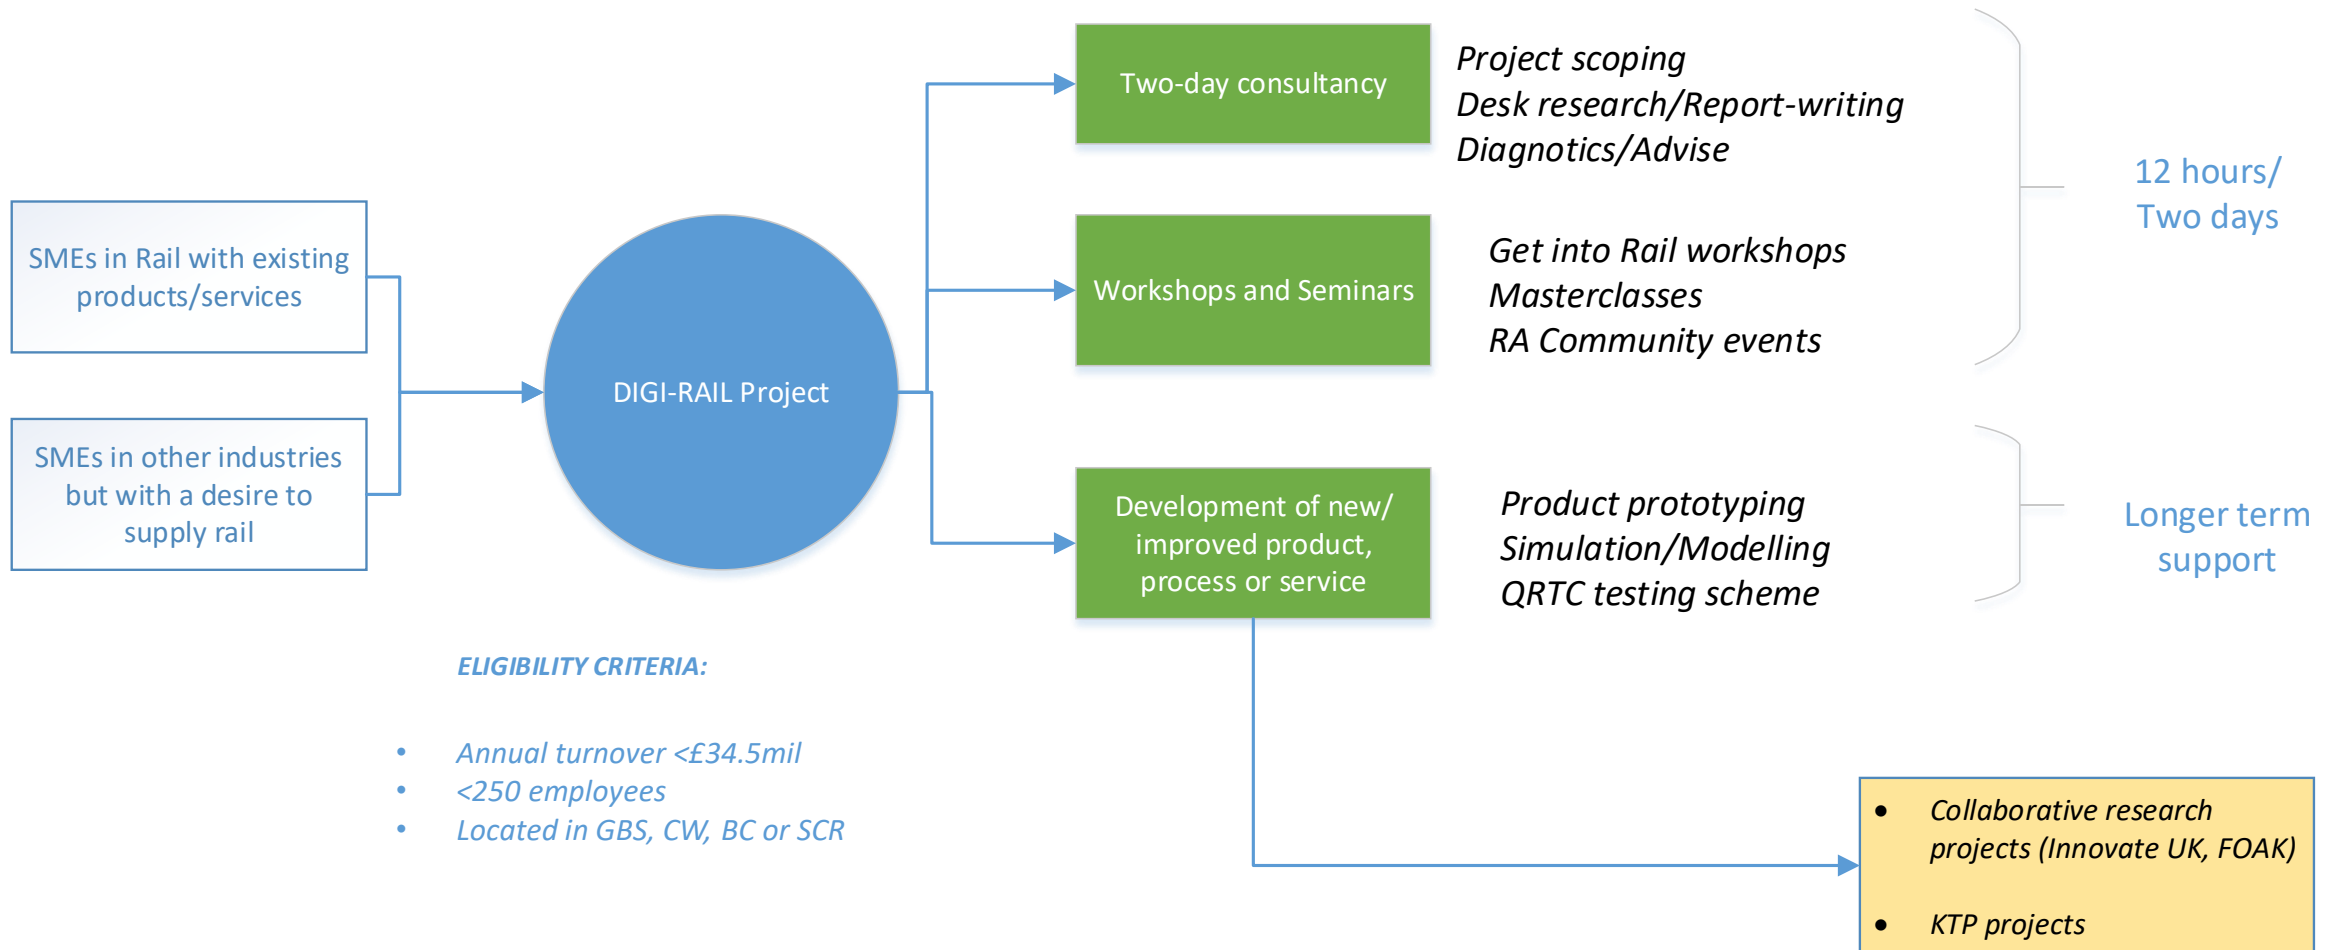 SMEs in Rail with existing
products/services
SMEs in other industries
but with a desire to
supply rail
DIGI-RAIL Project
Two-day consultancy
Project scoping
Desk research/Report-writing
Diagnotics/Advise
Workshops and Seminars
Get into Rail workshops
Masterclasses
RA Community events
12 hours/
Two days
Development of new/
improved product,
process or service
Product prototyping
Simulation/Modelling
QRTC testing scheme
Longer term
support
ELIGIBILITY CRITERIA:
• Annual turnover <£34.5mil
• <250 employees
• Located in GBS, CW, BC or SCR
• Collaborative research
projects (Innovate UK, FOAK)
• KTP projects